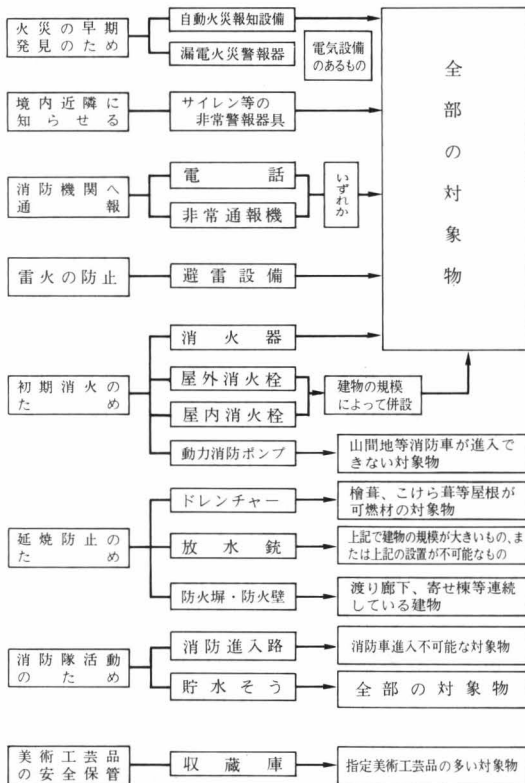 火災の早期
発見のため
自動火災報知設備
漏電火災警報器
電気設備
のあるもの
全部の対象物
境内近隣に
知らせる
サイレン等の
非常警報器具
消防機関へ
通報
電話
非常通報機
いずれか
雷火の防止
避雷設備
初期消火の
ため
消火器
屋外消火栓
屋内消火栓
建物の規模
によって併設
動力消防ポンプ
山間地等消防車が進入で
きない対象物
延焼防止の
ため
ドレンチャー
檜葺、こけら葺等屋根が
可燃材の対象物
放水銃
上記で建物の規模が大きいもの、ま
たは上記の設置が不可能なもの
防火塀・防火壁
渡り廊下、寄せ棟等連続
している建物
消防隊活動
のため
消防進入路
消防車進入不可能な対象物
貯水そう
全部の対象物
美術工芸品
の安全保管
収蔵庫
指定美術工芸品の多い対象物